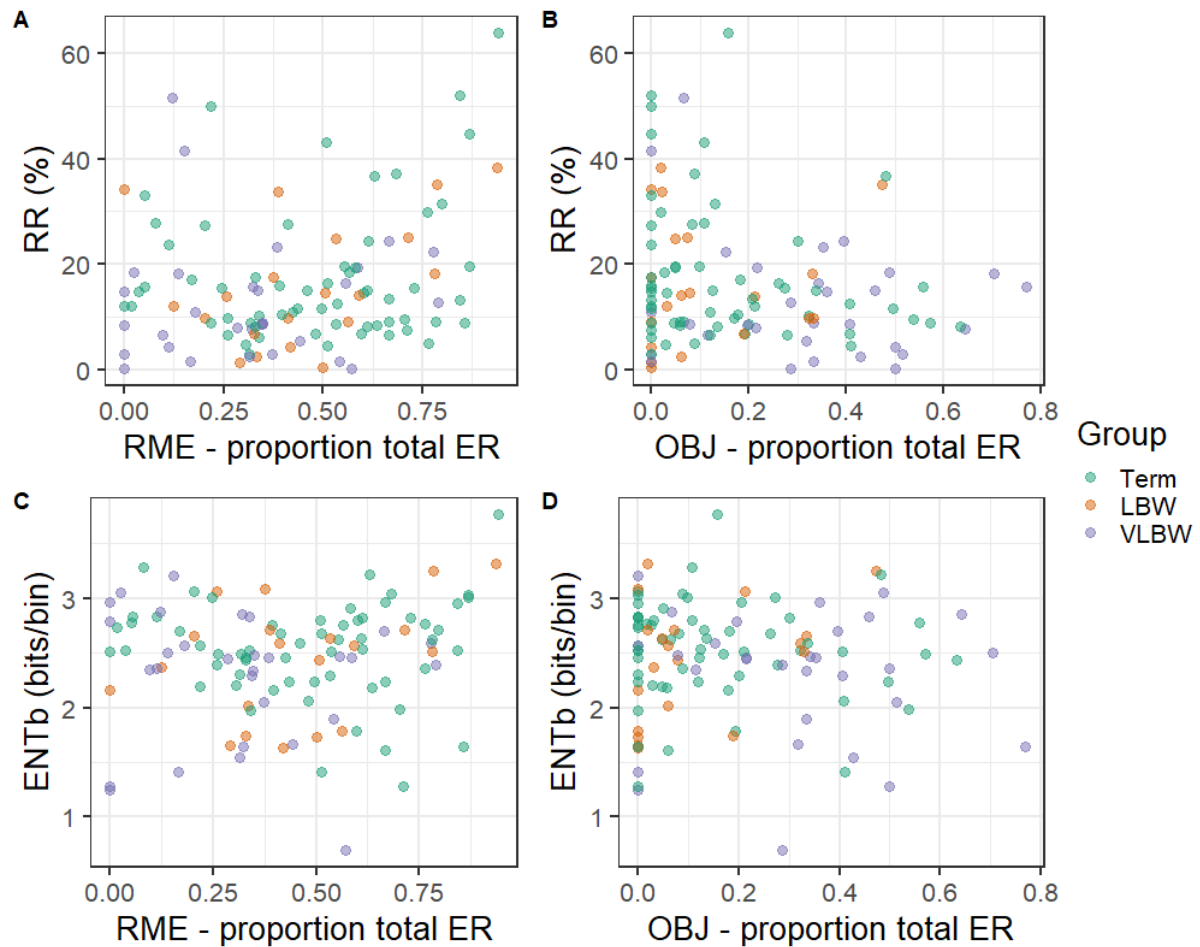 A
B
60
40
20
0
RR (%)
0.00 0.25 0.50 0.75
RME - proportion total ER
60
40
20
0
RR (%)
0.0 0.2 0.4 0.6 0.8
OBJ - proportion total ER
Group
Term
LBW
VLBW
C
D
3
2
1
ENTb (bits/bin)
0.00 0.25 0.50 0.75
RME - proportion total ER
3
2
1
ENTb (bits/bin)
0.0 0.2 0.4 0.6 0.8
OBJ - proportion total ER